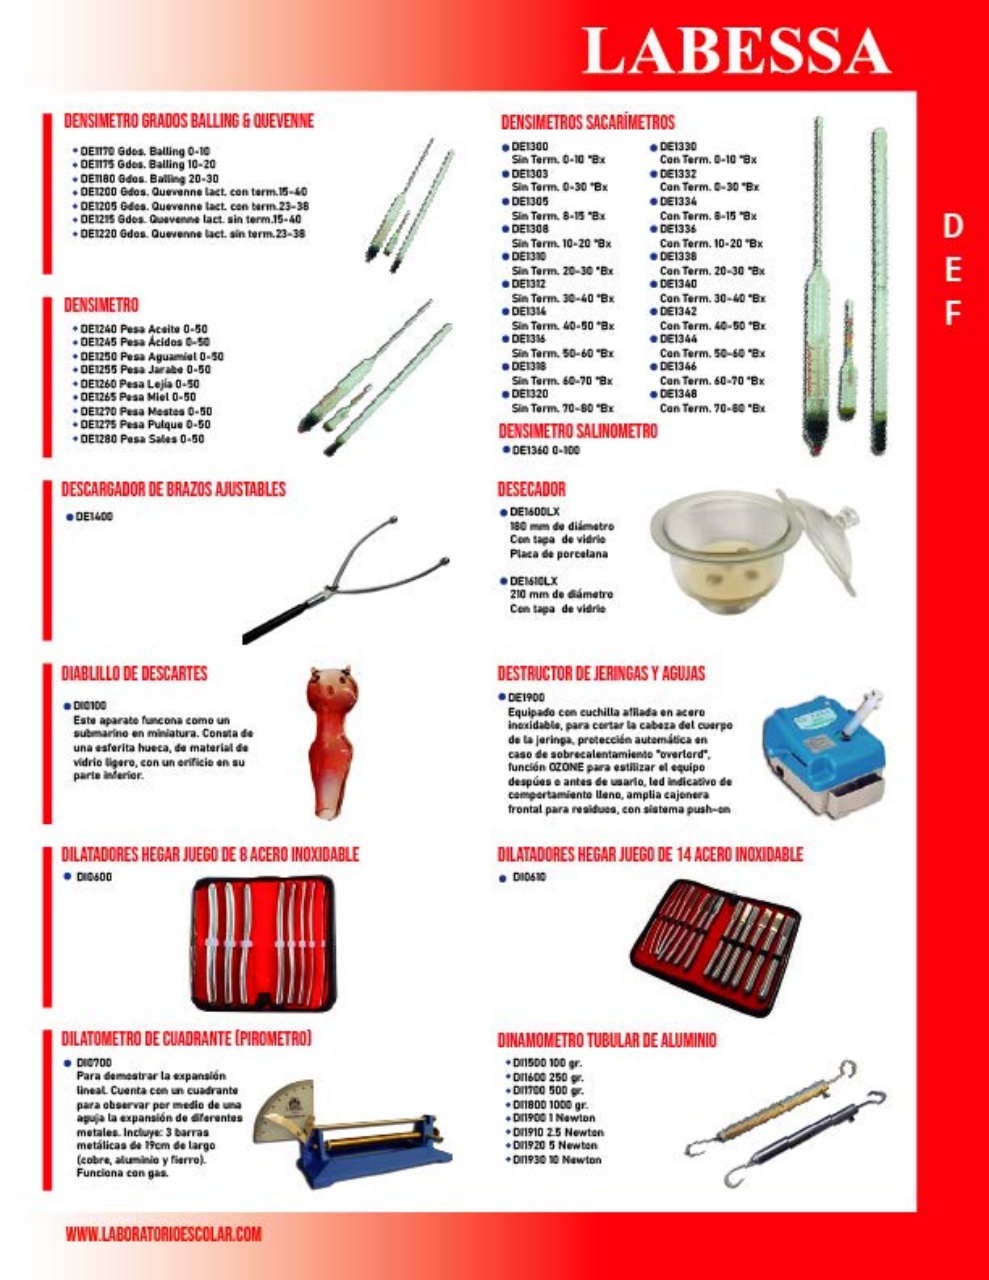 LABESSA
DENSIMETRO GRADOS BALLING & QUEVENNE
DE1170 Gdos. Balling 0-10
DE1175 Gdos. Balling 10-20
DE1180 Gdos. Balling 20-30
DE1200 Gdos. Quevenne lact. con term.15-40
DE1205 Gdos. Quevenne lact. con term.23-38
DE1215 Gdos. Quevenne lact. sin term.15-40
DE1220 Gdos. Quevenne lact. sin term.23-38
DENSIMETRO
DE1240 Pesa Aceite 0-50
DE1245 Pesa Ácidos 0-50
DE1250 Pesa Aguamiel 0-50
DE1255 Pesa Jarabe 0-50
DE1260 Pesa Lejía 0-50
DE1265 Pesa Miel 0-50
DE1270 Pesa Mostos 0-50
DE1275 Pesa Pulque 0-50
DE1280 Pesa Sales 0-50
DENSIMETROS SACARÍMETROS
DE1300
Sin Term. 0-10 °Bx
DE1303
Sin Term. 0-30 °Bx
DE1305
Sin Term. 8-15 °Bx
DE1308
Sin Term. 10-20 °Bx
DE1310
Sin Term. 20-30 °Bx
DE1312
Sin Term. 30-40 °Bx
DE1314
Sin Term. 40-50 °Bx
DE1316
Sin Term. 50-60 °Bx
DE1318
Sin Term. 60-70 °Bx
DE1320
Sin Term. 70-80 °Bx
DE1330
Con Term. 0-10 °Bx
DE1332
Con Term. 0-30 °Bx
DE1334
Con Term. 8-15 °Bx
DE1336
Con Term. 10-20 °Bx
DE1338
Con Term. 20-30 °Bx
DE1340
Con Term. 30-40 °Bx
DE1342
Con Term. 40-50 °Bx
DE1344
Con Term. 50-60 °Bx
DE1346
Con Term. 60-70 °Bx
DE1348
Con Term. 70-80 °Bx
DENSIMETRO SALINOMETRO
DE1360 0-100
D
E
F
DESCARGADOR DE BRAZOS AJUSTABLES
DE1400
DESECADOR
DE1600LX
180 mm de diámetro
Con tapa de vidrio
Placa de porcelana
DE1610LX
210 mm de diámetro
Con tapa de vidrio
DIABLILLO DE DESCARTES
DI0100
Este aparato funcona como un
submarino en miniatura. Consta de
una esferita hueca, de material de
vidrio ligero, con un orificio en su
parte inferior.
DESTRUCTOR DE JERINGAS Y AGUJAS
DE1900
Equipado con cuchilla afilada en acero
inoxidable, para cortar la cabeza del cuerpo
de la jeringa, protección automática en
caso de sobrecalentamiento "overlord",
función OZONE para estilizar el equipo
despúes o antes de usarlo, led indicativo de
comportamiento lleno, amplia cajonera
frontal para residuos, con sistema push-on
DILATADORES HEGAR JUEGO DE 8 ACERO INOXIDABLE
DI0600
DILATADORES HEGAR JUEGO DE 14 ACERO INOXIDABLE
DI0610
DILATOMETRO DE CUADRANTE (PIROMETRO)
DI0700
Para demostrar la expansión
lineal. Cuenta con un cuadrante
para observar por medio de una
aguja la expansión de diferentes
metales. Incluye: 3 barras
metálicas de 19cm de largo
(cobre, aluminio y fierro).
Funciona con gas.
DINAMOMETRO TUBULAR DE ALUMINIO
DI1500 100 gr.
DI1600 250 gr.
DI1700 500 gr.
DI1800 1000 gr.
DI1900 1 Newton
DI1910 2.5 Newton
DI1920 5 Newton
DI1930 10 Newton
WWW.LABORATORIOESCOLAR.COM